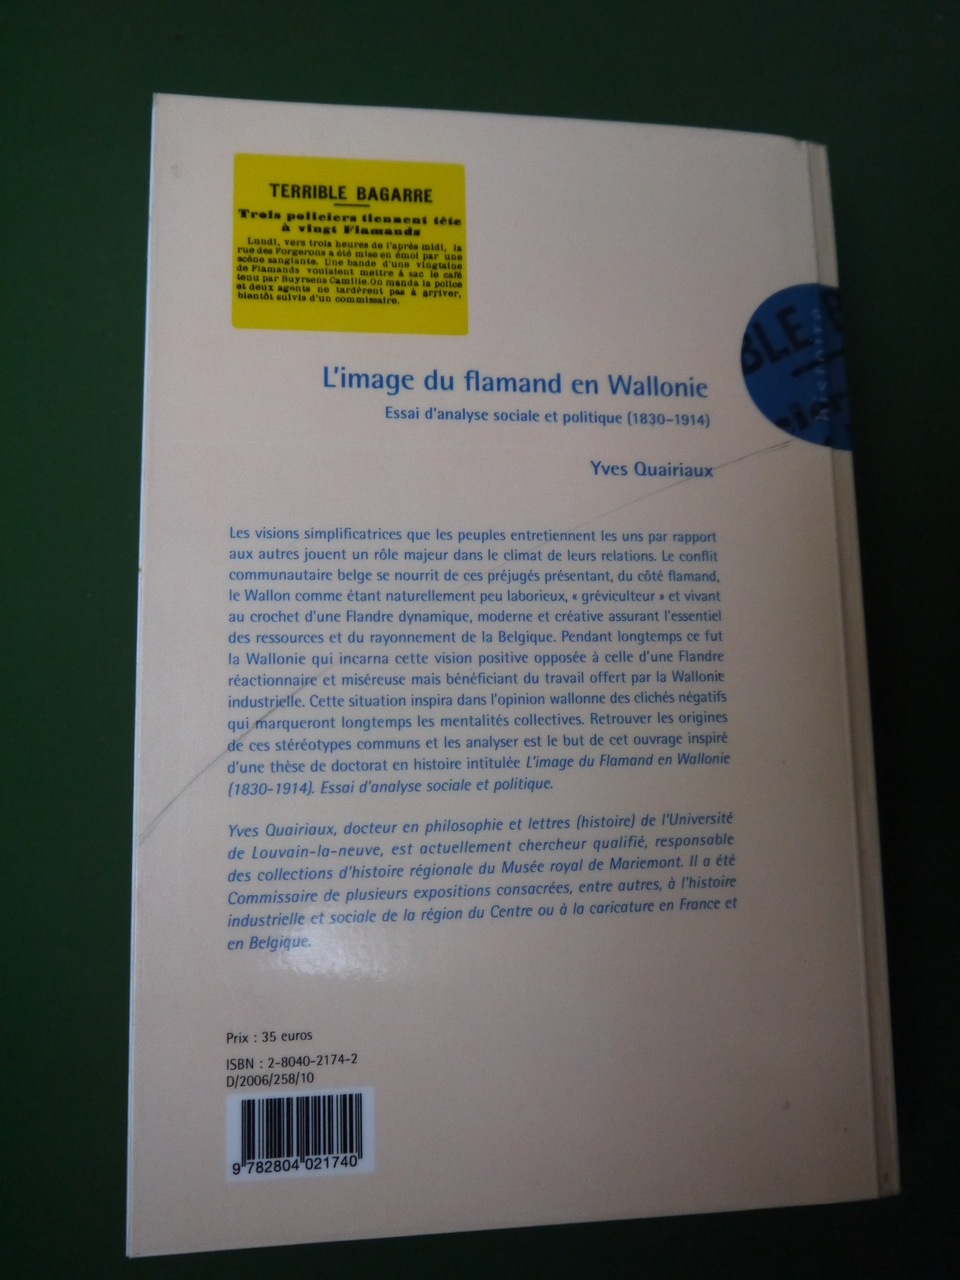 TERRIBLE BAGARRE
Trois policiers tiennent tête
à vingt Flamands
Lundi, vers trois heures de l'après midi, la
rue des Forgerons a été mise en émoi par une
scène sanglante. Une bande d'une vingtaine
de Flamands voulaient mettre à sac le café
tenu par Buyrsens Camille. On manda la police
et deux agents ne tardèrent pas à arriver,
bientôt suivis d'un commissaire.
BLE B
histoire
L'image du flamand en Wallonie
Essai d'analyse sociale et politique (1830-1914)
Yves Quairiaux
Les visions simplificatrices que les peuples entretiennent les uns par rapport
aux autres jouent un rôle majeur dans le climat de leurs relations. Le conflit
communautaire belge se nourrit de ces préjugés présentant, du côté flamand,
le Wallon comme étant naturellement peu laborieux, « gréviculteur » et vivant
au crochet d'une Flandre dynamique, moderne et créative assurant l'essentiel
des ressources et du rayonnement de la Belgique. Pendant longtemps ce fut
la Wallonie qui incarna cette vision positive opposée à celle d'une Flandre
réactionnaire et miséreuse mais bénéficiant du travail offert par la Wallonie
industrielle. Cette situation inspira dans l'opinion wallonne des clichés négatifs
qui marqueront longtemps les mentalités collectives. Retrouver les origines
de ces stéréotypes communs et les analyser est le but de cet ouvrage inspiré
d'une thèse de doctorat en histoire intitulée L'image du Flamand en Wallonie
(1830-1914). Essai d'analyse sociale et politique.
Yves Quairiaux, docteur en philosophie et lettres (histoire) de l'Université
de Louvain-la-neuve, est actuellement chercheur qualifié, responsable
des collections d'histoire régionale du Musée royal de Mariemont. Il a été
Commissaire de plusieurs expositions consacrées, entre autres, à l'histoire
industrielle et sociale de la région du Centre ou à la caricature en France et
en Belgique.
Prix : 35 euros
ISBN : 2-8040-2174-2
D/2006/258/10
9 782804 021740